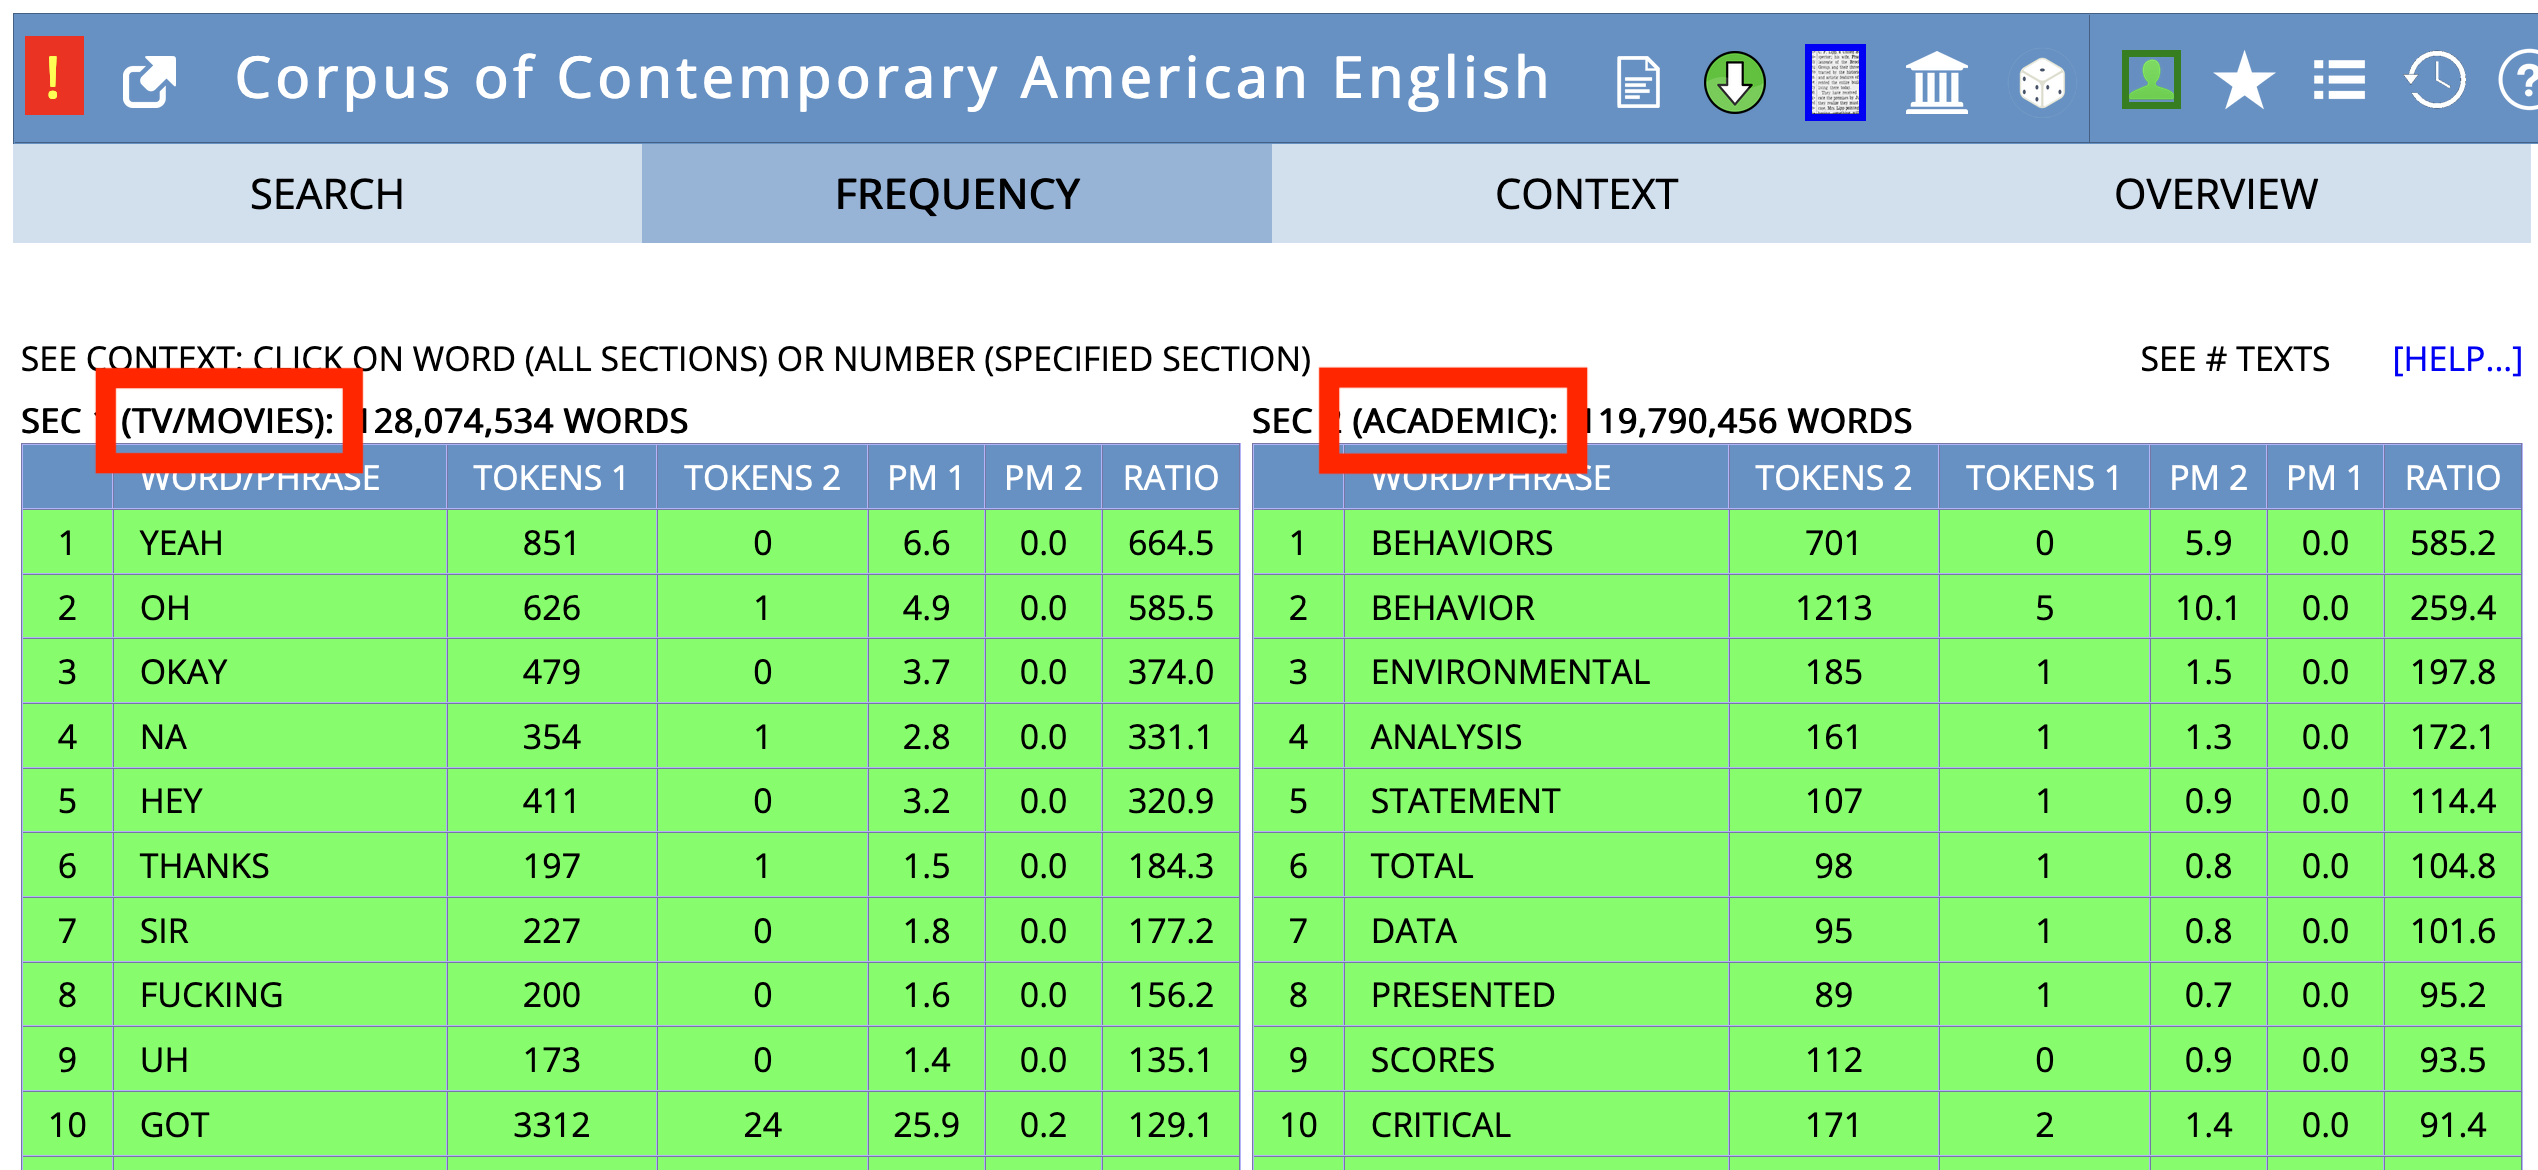 ! Corpus of Contemporary American English
SEARCH FREQUENCY CONTEXT OVERVIEW
SEE CONTEXT: CLICK ON WORD (ALL SECTIONS) OR NUMBER (SPECIFIED SECTION) SEE # TEXTS [HELP...]
SEC 1 (TV/MOVIES): 128,074,534 WORDS
WORD/PHRASE TOKENS 1 TOKENS 2 PM 1 PM 2 RATIO
1 YEAH 851 0 6.6 0.0 664.5
2 OH 626 1 4.9 0.0 585.5
3 OKAY 479 0 3.7 0.0 374.0
4 NA 354 1 2.8 0.0 331.1
5 HEY 411 0 3.2 0.0 320.9
6 THANKS 197 1 1.5 0.0 184.3
7 SIR 227 0 1.8 0.0 177.2
8 FUCKING 200 0 1.6 0.0 156.2
9 UH 173 0 1.4 0.0 135.1
10 GOT 3312 24 25.9 0.2 129.1
SEC 2 (ACADEMIC): 119,790,456 WORDS
WORD/PHRASE TOKENS 2 TOKENS 1 PM 2 PM 1 RATIO
1 BEHAVIORS 701 0 5.9 0.0 585.2
2 BEHAVIOR 1213 5 10.1 0.0 259.4
3 ENVIRONMENTAL 185 1 1.5 0.0 197.8
4 ANALYSIS 161 1 1.3 0.0 172.1
5 STATEMENT 107 1 0.9 0.0 114.4
6 TOTAL 98 1 0.8 0.0 104.8
7 DATA 95 1 0.8 0.0 101.6
8 PRESENTED 89 1 0.7 0.0 95.2
9 SCORES 112 0 0.9 0.0 93.5
10 CRITICAL 171 2 1.4 0.0 91.4